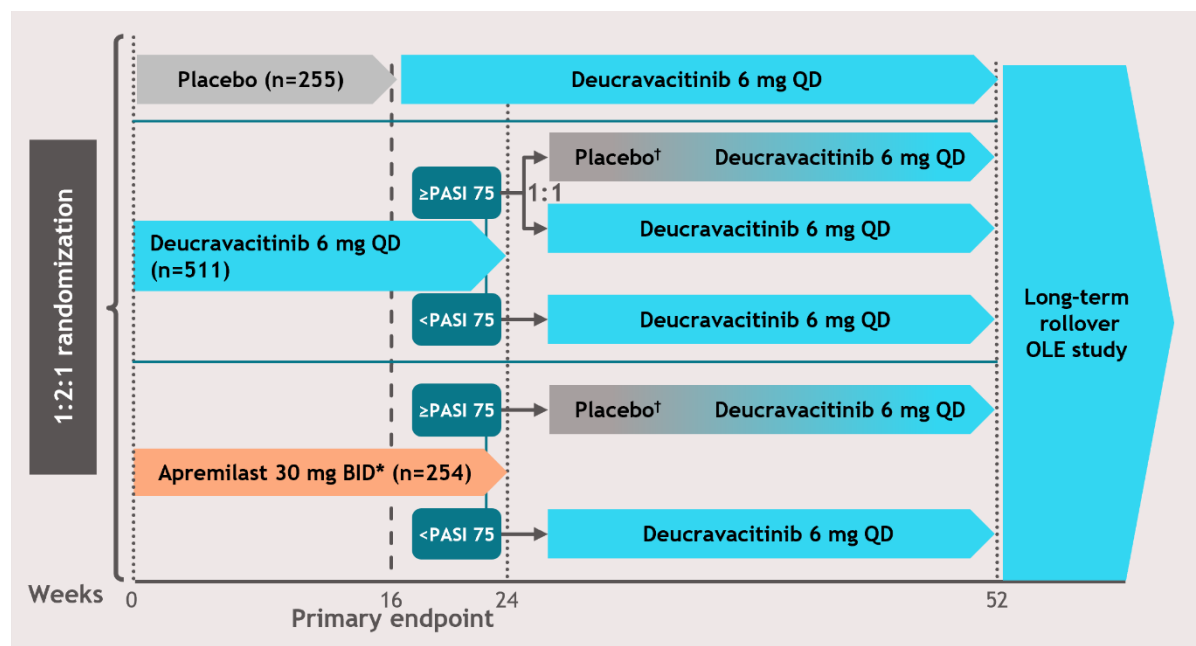 1:2:1 randomization
Placebo (n=255)
Deucravacitinib 6 mg QD
Deucravacitinib 6 mg QD
(n=511)
≥PASI 75
1:1
Placebo† Deucravacitinib 6 mg QD
Deucravacitinib 6 mg QD
<PASI 75
Deucravacitinib 6 mg QD
Apremilast 30 mg BID* (n=254)
≥PASI 75
Placebo† Deucravacitinib 6 mg QD
<PASI 75
Deucravacitinib 6 mg QD
Long-term
rollover
OLE study
Weeks
0
16
24
52
Primary endpoint